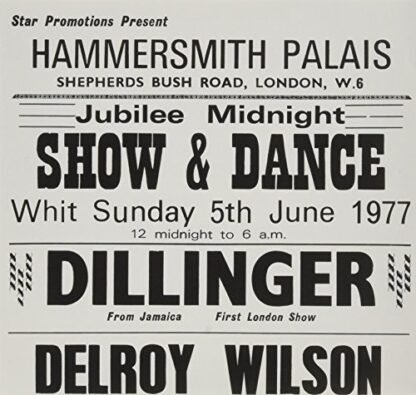 Star Promotions Present
HAMMERSMITH PALAIS
SHEPHERDS BUSH ROAD, LONDON, W.6
Jubilee Midnight
SHOW & DANCE
Whit Sunday 5th June 1977
12 midnight to 6 a.m.
DILLINGER
From Jamaica First London Show
DELROY WILSON